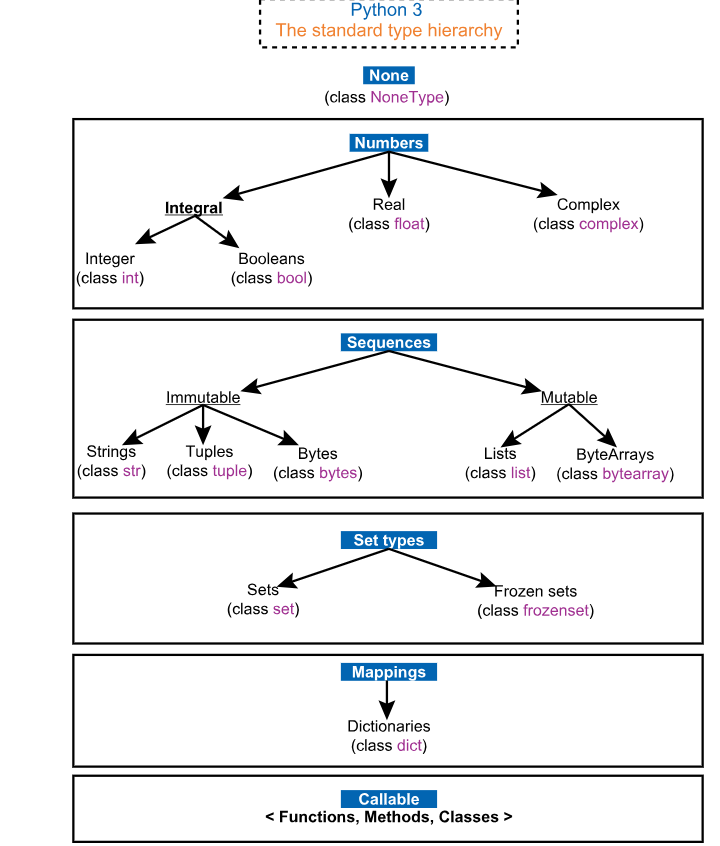 Python 3
The standard type hierarchy
None
(class NoneType)
Numbers
Integral
Real
(class float)
Complex
(class complex)
Integer
(class int)
Booleans
(class bool)
Sequences
Immutable
Mutable
Strings
(class str)
Tuples
(class tuple)
Bytes
(class bytes)
Lists
(class list)
ByteArrays
(class bytearray)
Set types
Sets
(class set)
Frozen sets
(class frozenset)
Mappings
Dictionaries
(class dict)
Callable
< Functions, Methods, Classes >